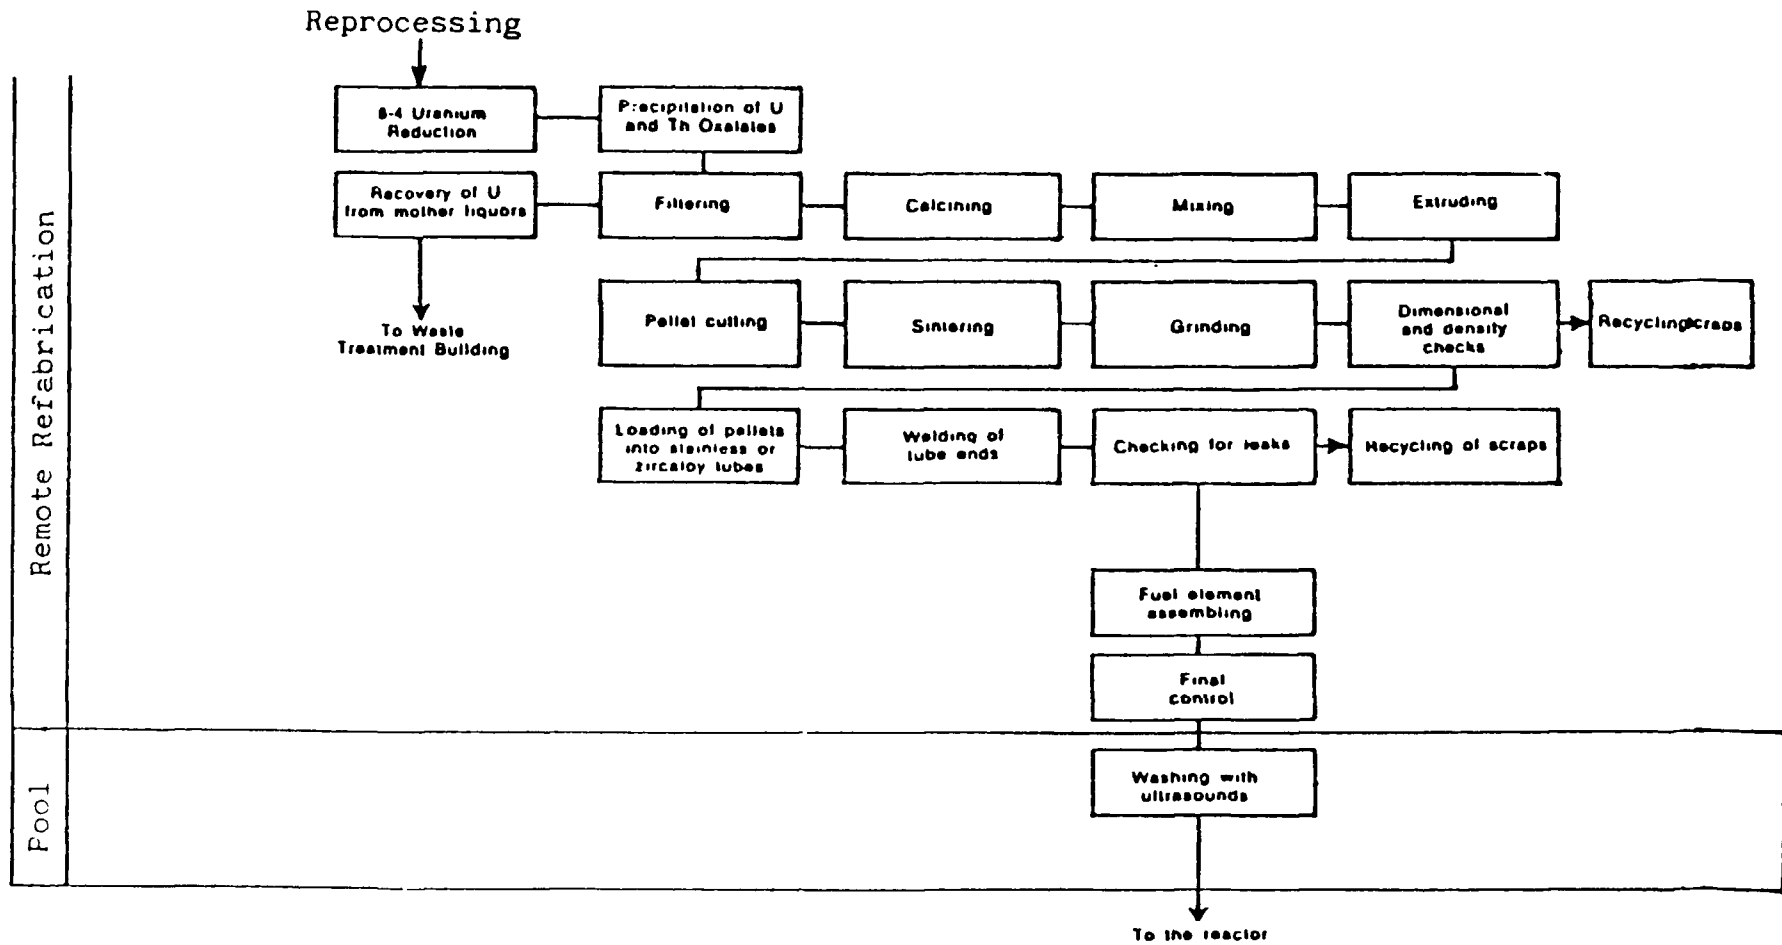 Reprocessing
6-4 Uranium
Reduction
Precipitation of U
and Th Oxalates
Recovery of U
from mother liquors
Filtering
Calcining
Mixing
Extruding
To Waste
Treatment Building
Pellet cutting
Sintering
Grinding
Dimensional
and density
checks
Recycling scraps
Loading of pellets
into stainless or
zircaloy tubes
Welding of
tube ends
Checking for leaks
Recycling of scraps
Fuel element
assembling
Final
control
Washing with
ultrasounds
To the reactor
Remote Refabrication
Pool